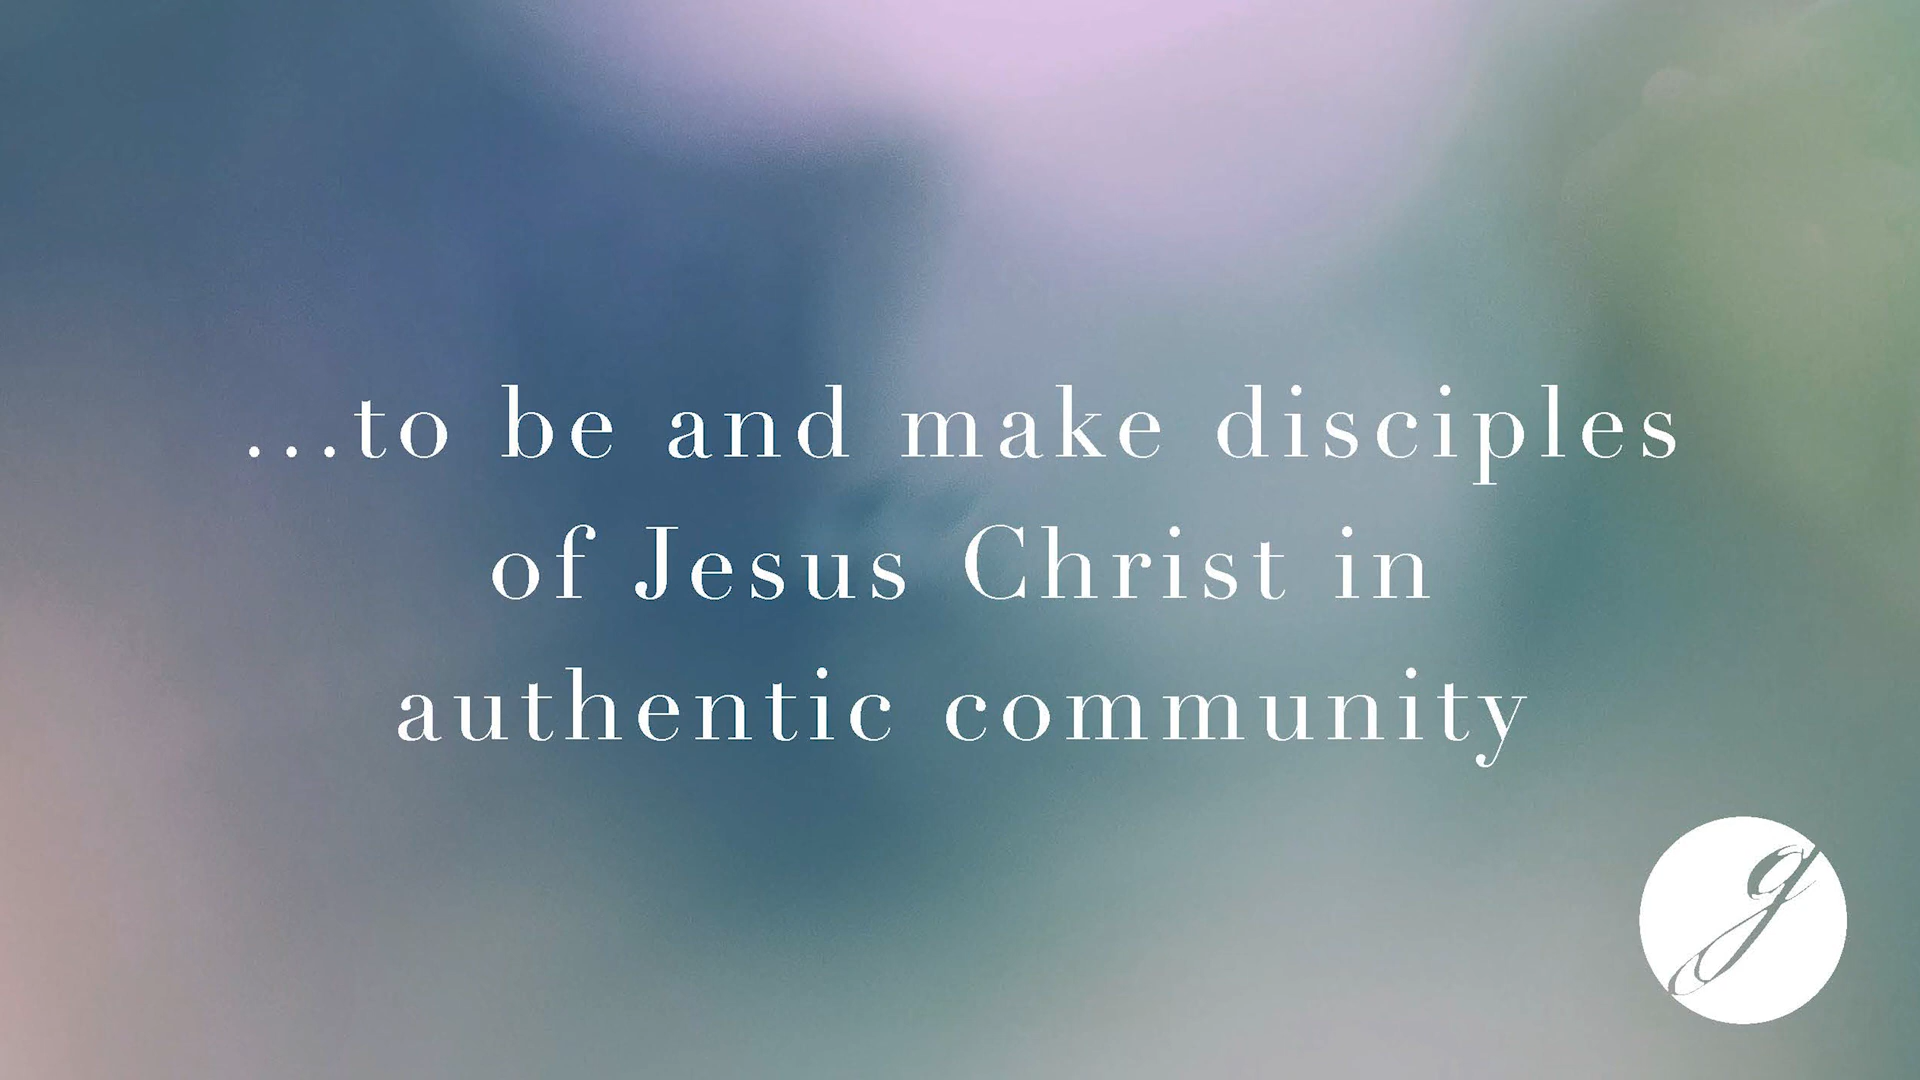 ...to be and make disciples
of Jesus Christ in
authentic community
g